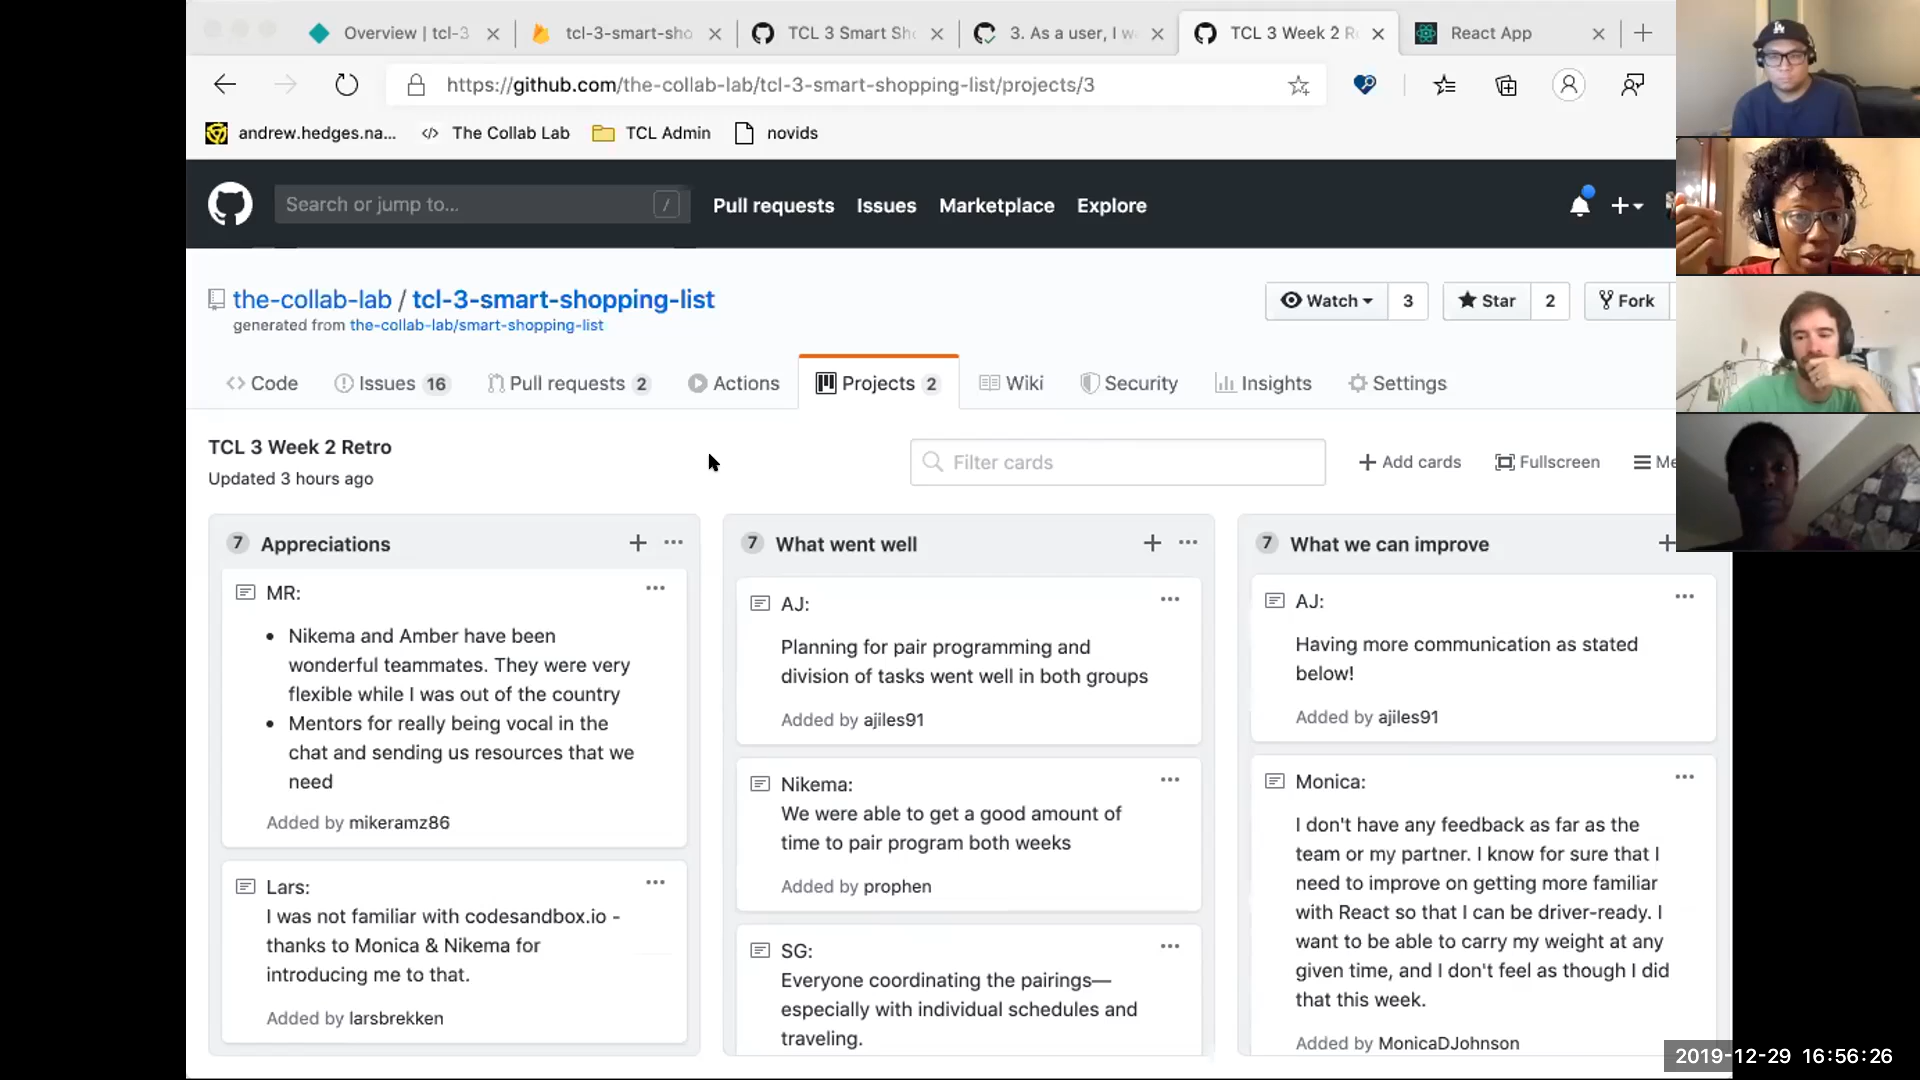 Overview | tcl-3
tcl-3-smart-sho
TCL 3 Smart Sh
3. As a user, I w
TCL 3 Week 2 R
React App
https://github.com/the-collab-lab/tcl-3-smart-shopping-list/projects/3
andrew.hedges.na...
The Collab Lab
TCL Admin
novids
Search or jump to...
/
Pull requests
Issues
Marketplace
Explore
the-collab-lab / tcl-3-smart-shopping-list
generated from the-collab-lab/smart-shopping-list
Watch
3
Star
2
Fork
Code
Issues 16
Pull requests 2
Actions
Projects 2
Wiki
Security
Insights
Settings
TCL 3 Week 2 Retro
Updated 3 hours ago
Filter cards
Add cards
Fullscreen
Me
7 Appreciations
MR:
• Nikema and Amber have been
wonderful teammates. They were very
flexible while I was out of the country
• Mentors for really being vocal in the
chat and sending us resources that we
need
Added by mikeramz86
Lars:
I was not familiar with codesandbox.io -
thanks to Monica & Nikema for
introducing me to that.
Added by larsbrekken
7 What went well
AJ:
Planning for pair programming and
division of tasks went well in both groups
Added by ajiles91
Nikema:
We were able to get a good amount of
time to pair program both weeks
Added by prophen
SG:
Everyone coordinating the pairings—
especially with individual schedules and
traveling.
7 What we can improve
AJ:
Having more communication as stated
below!
Added by ajiles91
Monica:
I don't have any feedback as far as the
team or my partner. I know for sure that I
need to improve on getting more familiar
with React so that I can be driver-ready. I
want to be able to carry my weight at any
given time, and I don't feel as though I did
that this week.
Added by MonicaDJohnson
2019-12-29 16:56:26